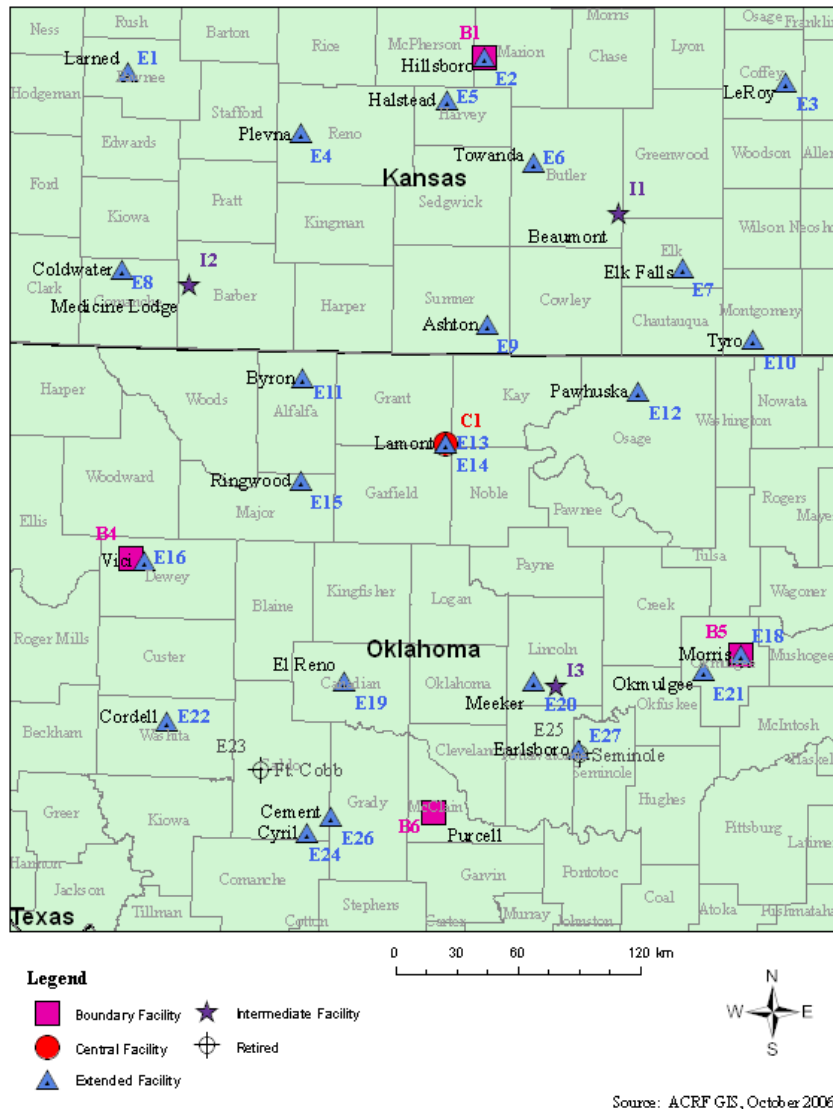 Ness
Rush
Barton
Rice
McPherson
B1
Marion
Morris
Chase
Lyon
Osage
Franklin
Larned
E1
Pawnee
Hillsboro
E2
Coffey
LeRoy
E3
Hodgeman
Stafford
Halstead
E5
Harvey
Plevna
Reno
E4
Edwards
Towanda
E6
Butler
Greenwood
Woodson
Ford
Kansas
Pratt
Sedgwick
I1
Kiowa
Kingman
Wilson
Neosho
Beaumont
Elk
Coldwater
I2
E8
Elk Falls
E7
Clark
Comanche
Medicine Lodge
Barber
Harper
Sumner
Cowley
Montgomery
Ashton
E9
Chautauqua
Tyro
E10
Harper
Byron
E11
Woods
Alfalfa
Grant
Kay
Pawhuska
E12
Nowata
Washington
C1
Lamont
E13
E14
Osage
Woodward
Ringwood
E15
Garfield
Noble
Major
Pawnee
Rogers
Ellis
B4
Vici
E16
Dewey
Tulsa
Payne
Wagoner
Kingfisher
Logan
Blaine
Creek
Roger Mills
Oklahoma
Lincoln
B5
E18
Custer
El Reno
Morris
Okmulgee
I3
Canadian
E19
Oklahoma
Meeker
E20
Okmulgee
E21
Cordell
E22
Washita
E25
Okfuskee
Beckham
E23
Cleveland
Earlsboro
E27
McIntosh
Ft. Cobb
Seminole
Seminole
Greer
Kiowa
Cement
Grady
McClain
Hughes
Cyril
E26
B6
Purcell
Pittsburg
E24
Garvin
Jackson
Comanche
Pontotoc
Coal
Tillman
Stephens
Murray
Atoka
Texas
Cotton
Carter
Johnston
0 30 60 120 km
Legend
Boundary Facility
Intermediate Facility
Central Facility
Retired
Extended Facility
N
W E
S
Source: ACRF GIS, October 2006